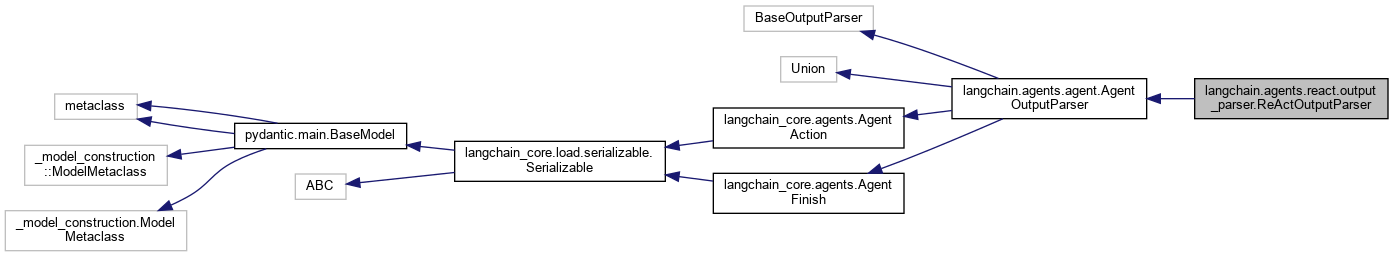 BaseOutputParser
Union
langchain.agents.agent.Agent
OutputParser
langchain.agents.react.output
_parser.ReActOutputParser
metaclass
langchain_core.agents.Agent
Action
pydantic.main.BaseModel
_model_construction
::ModelMetaclass
langchain_core.load.serializable.
Serializable
ABC
langchain_core.agents.Agent
Finish
_model_construction.Model
Metaclass